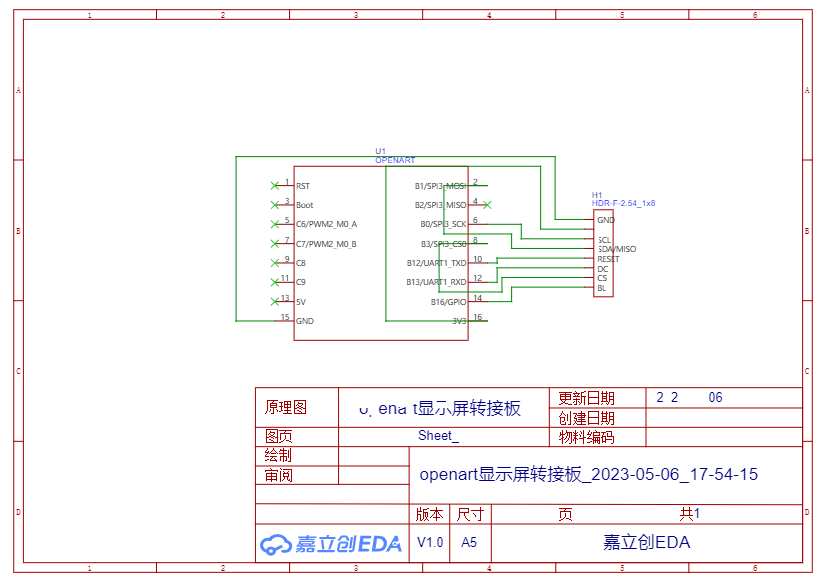 1 2 3 4 5 6
A A
B B
C C
D D
U1
OPENART
1 RST B1/SPI3_MOSI 2
3 Boot B2/SPI3_MISO 4
5 C6/PWM2_M0_A B0/SPI3_SCK 6
7 C7/PWM2_M0_B B3/SPI3_CS0 8
9 C8 B12/UART1_TXD 10
11 C9 B13/UART1_RXD 12
13 5V B16/GPIO 14
15 GND 3V3 16
H1
HDR-F-2.54_1x8
GND
SCL
SDA/MISO
RESET
DC
CS
BL
原理图 t显示屏转接板
更新日期 2 2 06
创建日期
图页 Sheet_
物料编码
绘制
审阅
openart显示屏转接板_2023-05-06_17-54-15
版本 尺寸 页 共1
嘉立创EDA V1.0 A5 嘉立创EDA
1 2 3 4 5 6